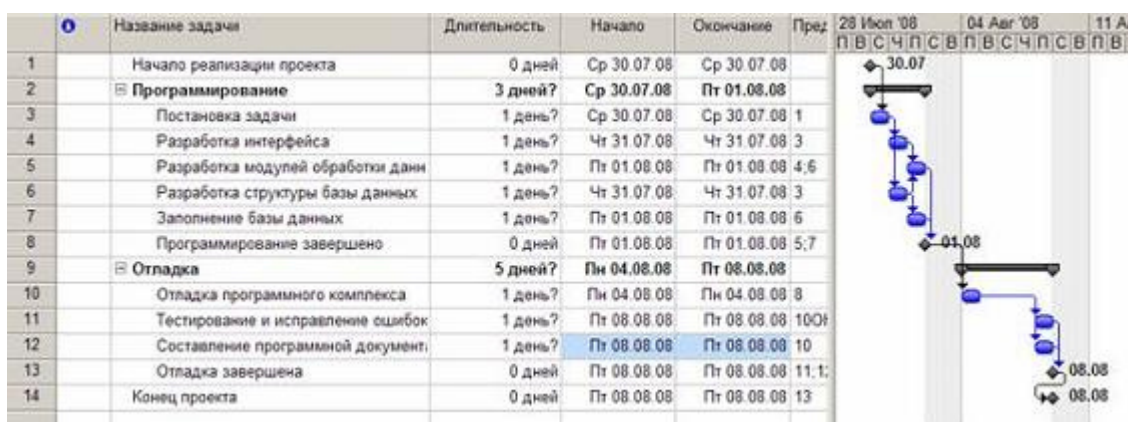 Название задачи Длительность Начало Окончание Пред 28 Июл '08 04 Авг '08 11 А
П В С Ч П С В П В С Ч П С В П В
1 Начало реализации проекта 0 дней Ср 30.07.08 Ср 30.07.08 30.07
2 Программирование 3 дней? Ср 30.07.08 Пт 01.08.08
3 Постановка задачи 1 день? Ср 30.07.08 Ср 30.07.08 1
4 Разработка интерфейса 1 день? Чт 31.07.08 Чт 31.07.08 3
5 Разработка модулей обработки данн 1 день? Пт 01.08.08 Пт 01.08.08 4;6
6 Разработка структуры базы данных 1 день? Чт 31.07.08 Чт 31.07.08 3
7 Заполнение базы данных 1 день? Пт 01.08.08 Пт 01.08.08 6
8 Программирование завершено 0 дней Пт 01.08.08 Пт 01.08.08 5;7 01.08
9 Отладка 5 дней? Пн 04.08.08 Пт 08.08.08
10 Отладка программного комплекса 1 день? Пн 04.08.08 Пн 04.08.08 8
11 Тестирование и исправление ошибок 1 день? Пт 08.08.08 Пт 08.08.08 10ОН
12 Составление программной документ 1 день? Пт 08.08.08 Пт 08.08.08 10
13 Отладка завершена 0 дней Пт 08.08.08 Пт 08.08.08 11;12 08.08
14 Конец проекта 0 дней Пт 08.08.08 Пт 08.08.08 13 08.08